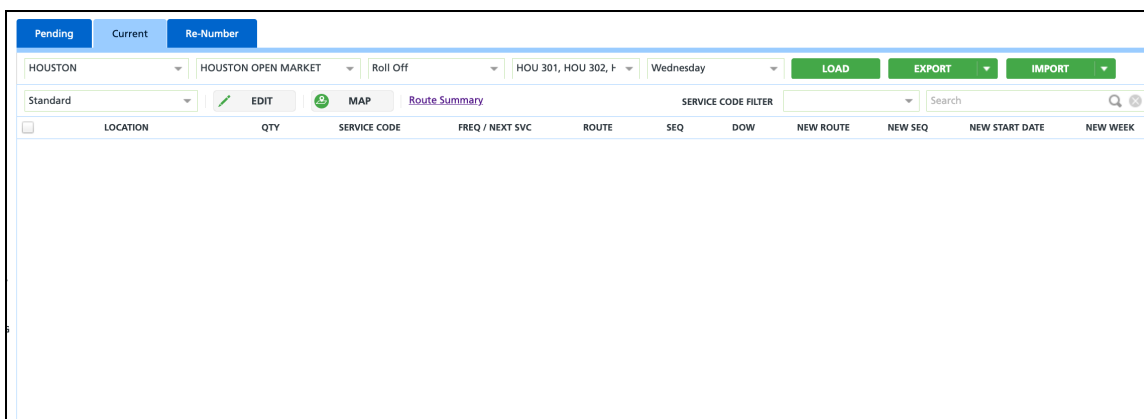 Pending Current Re-Number
HOUSTON HOUSTON OPEN MARKET Roll Off HOU 301, HOU 302, H Wednesday LOAD EXPORT IMPORT
Standard EDIT MAP Route Summary SERVICE CODE FILTER Search
LOCATION QTY SERVICE CODE FREQ / NEXT SVC ROUTE SEQ DOW NEW ROUTE NEW SEQ NEW START DATE NEW WEEK